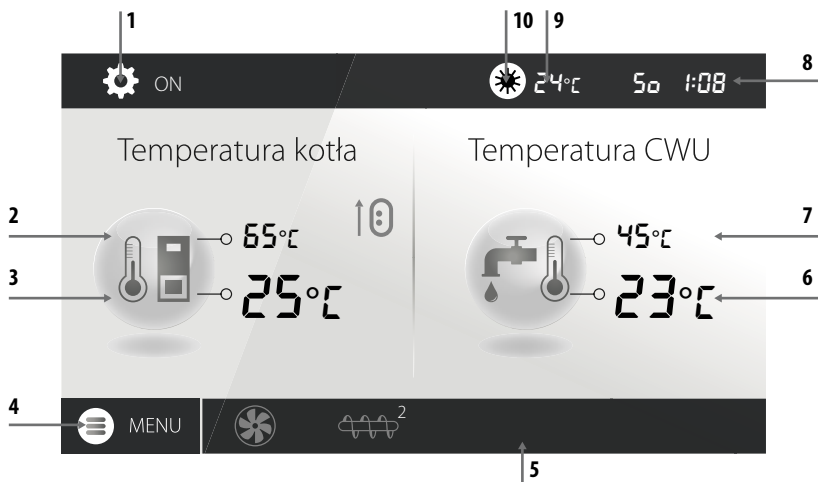 1 10 9
ON 24°C So 1:08 8
Temperatura kotła Temperatura CWU
2 65°C 45°C 7
3 25°C 23°C 6
4 MENU 2
5